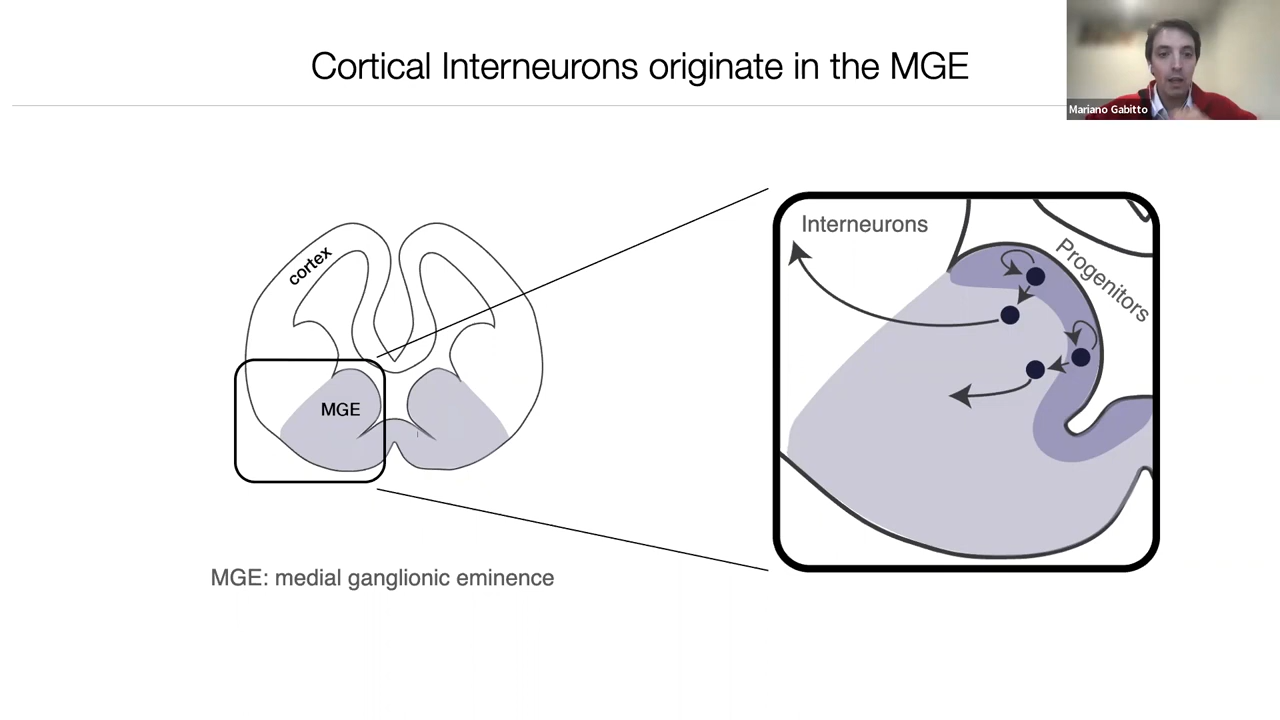 Cortical Interneurons originate in the MGE
Mariano Gabitto
cortex
MGE
Interneurons
Progenitors
MGE: medial ganglionic eminence